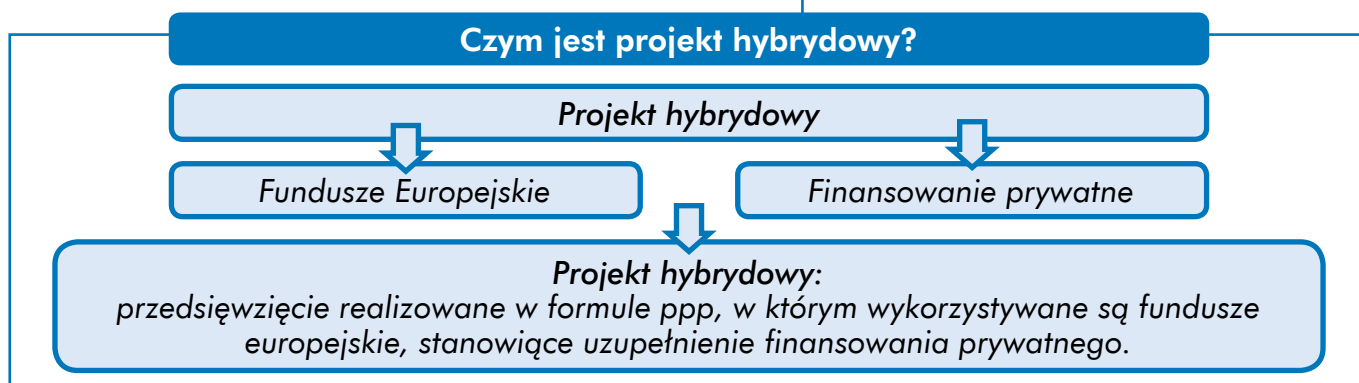 Czym jest projekt hybrydowy?
Projekt hybrydowy
Fundusze Europejskie
Finansowanie prywatne
Projekt hybrydowy:
przedsięwzięcie realizowane w formule ppp, w którym wykorzystywane są fundusze
europejskie, stanowiące uzupełnienie finansowania prywatnego.